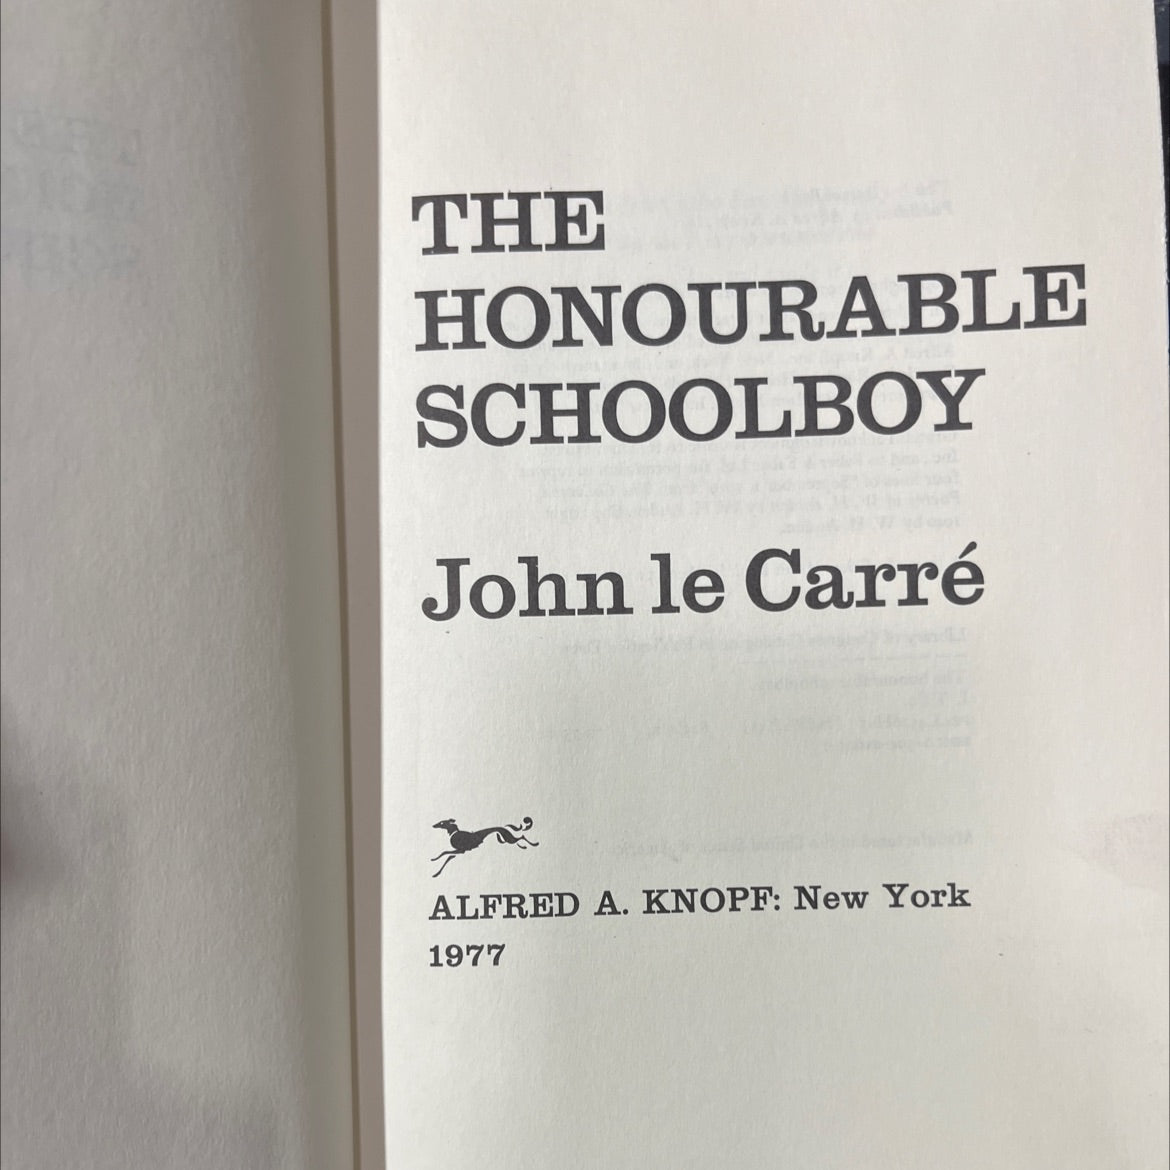 THE
HONOURABLE
SCHOOLBOY
John le Carré
ALFRED A. KNOPF: New York
1977